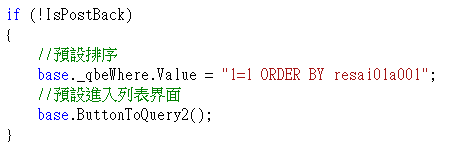 if (!IsPostBack)
{
    //預設排序
    base._qbeWhere.Value = "1=1 ORDER BY resai01a001";
    //預設進入列表界面
    base.ButtonToQuery2();
}